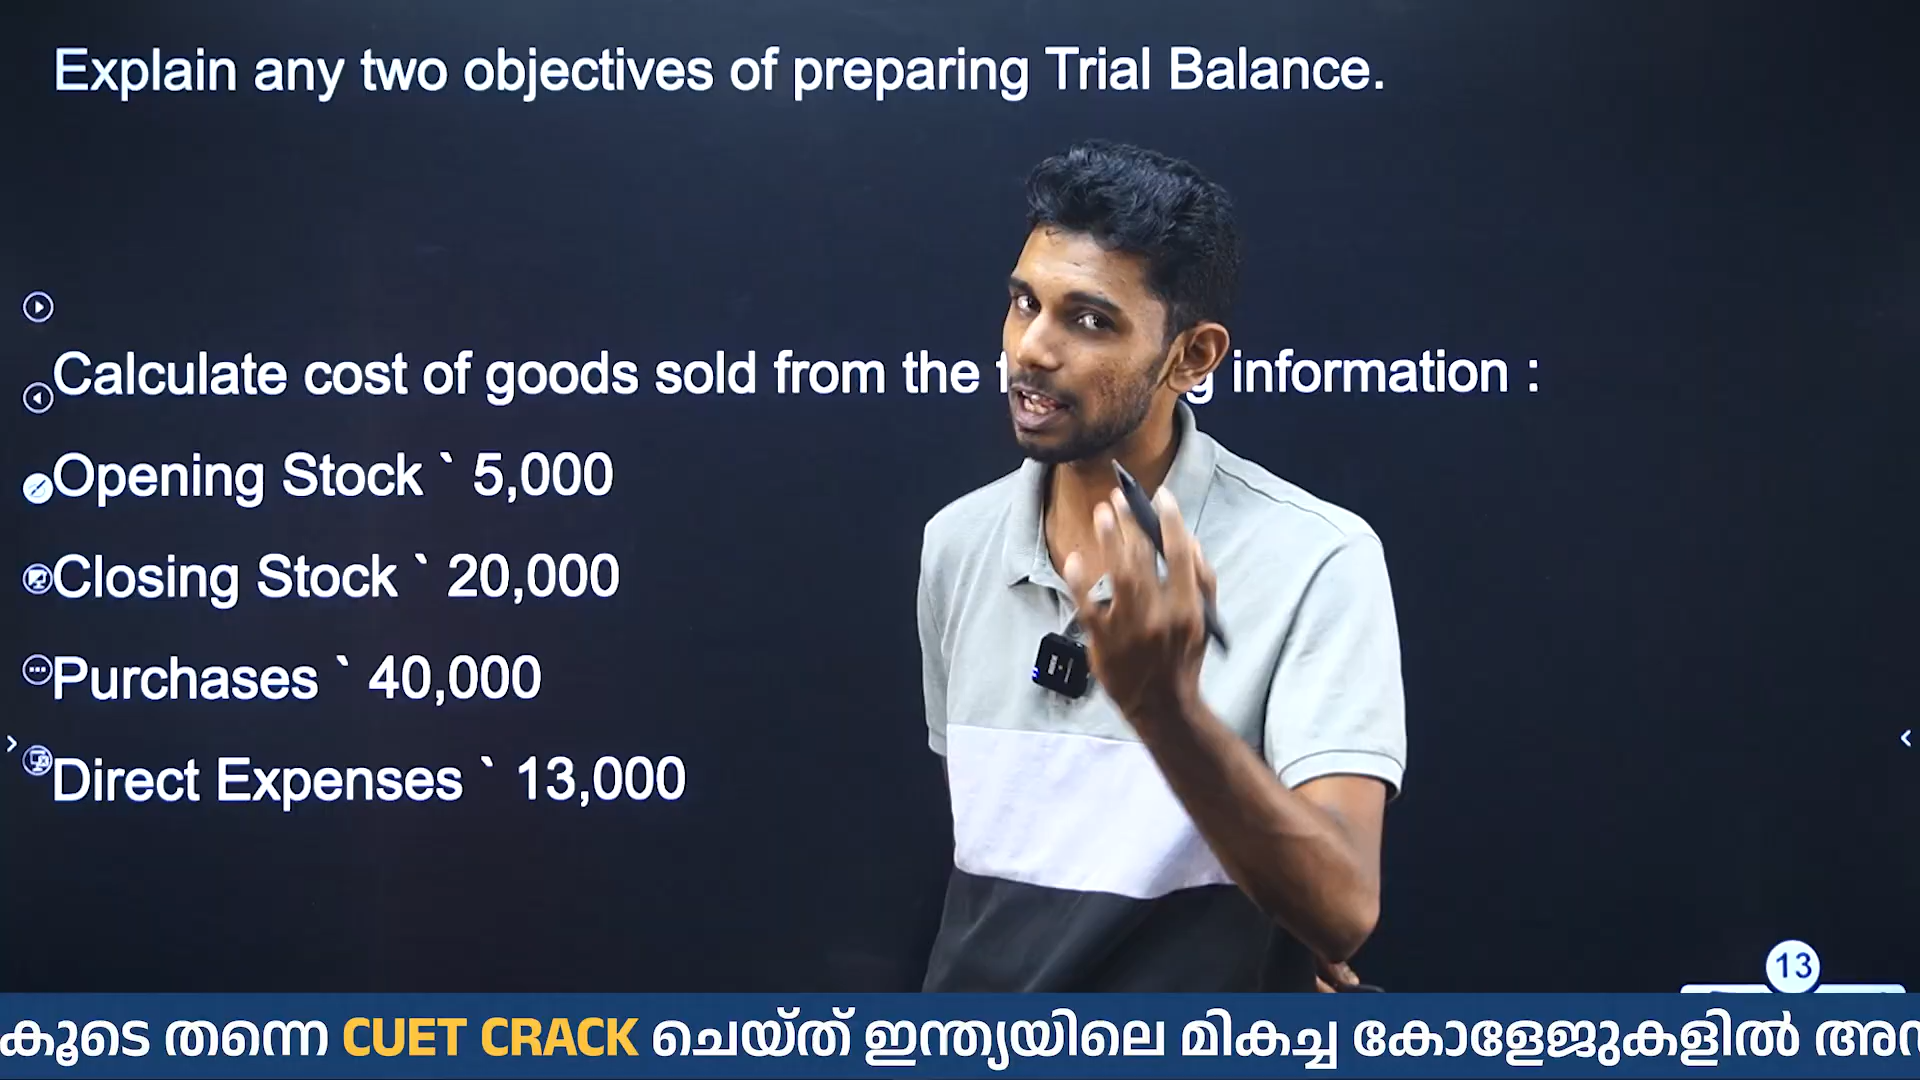 Explain any two objectives of preparing Trial Balance.
Calculate cost of goods sold from the information :
Opening Stock ` 5,000
Closing Stock ` 20,000
Purchases ` 40,000
Direct Expenses ` 13,000
13
കൂടെ തന്നെ CUET CRACK ചെയ്ത് ഇന്ത്യയിലെ മികച്ച കോളേജുകളിൽ